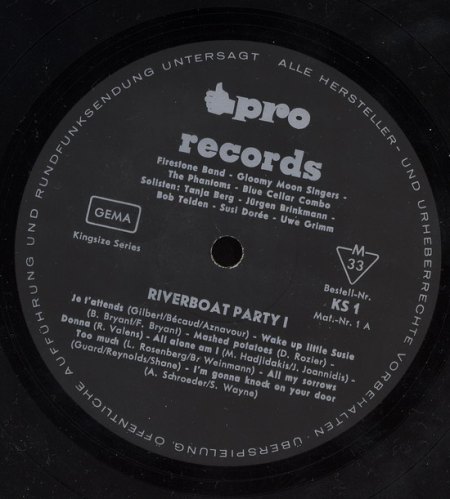 ALLE HERSTELLER- UND URHEBERRECHTE VORBEHALTEN · ÜBERSPIELUNG, ÖFFENTLICHE AUFFÜHRUNG UND RUNDFUNKSENDUNG UNTERSAGT
pro
records
Firestone Band - Gloomy Moon Singers -
The Phantoms - Blue Cellar Combo
Solisten: Tanja Berg - Jürgen Brinkmann -
Bob Telden - Susi Dorée - Uwe Grimm
GEMA
Kingsize Series
M
33
Bestell-Nr.
KS 1
Mat.-Nr. 1 A
RIVERBOAT PARTY I
Je t'attends (Gilbert/Bécaud/Aznavour) - Wake up little Susie
(B. Bryant/F. Bryant) - Mashed potatoes (D. Rozier) -
Donna (R. Valens) - All alone am I (M. Hadjidakis/J. Joannidis) -
Too much (L. Rosenberg/Br Weinmann) - All my sorrows
(Guard/Reynolds/Shane) - I'm gonna knock on your door
(A. Schroeder/S. Wayne)